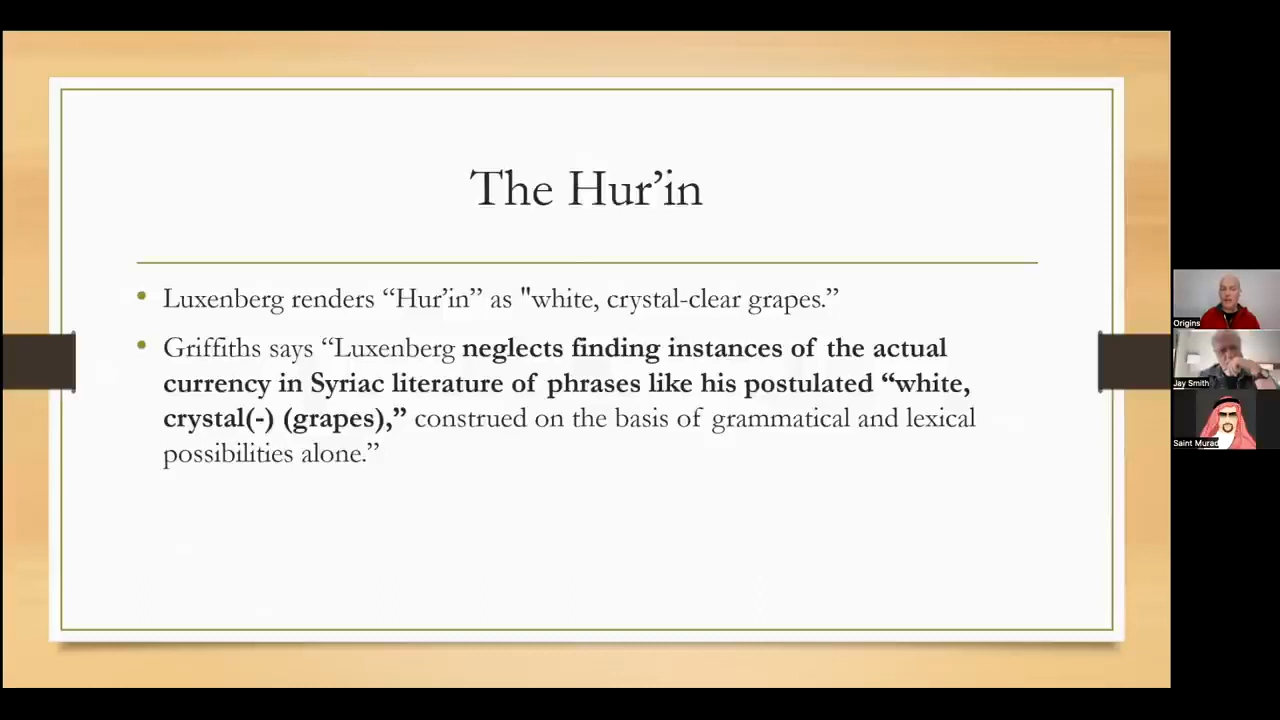 The Hur’in
• Luxenberg renders “Hur’in” as "white, crystal-clear grapes.”
• Griffiths says “Luxenberg neglects finding instances of the actual
currency in Syriac literature of phrases like his postulated “white,
crystal(-) (grapes),” construed on the basis of grammatical and lexical
possibilities alone.”
Origins
Jay Smith
Saint Murad